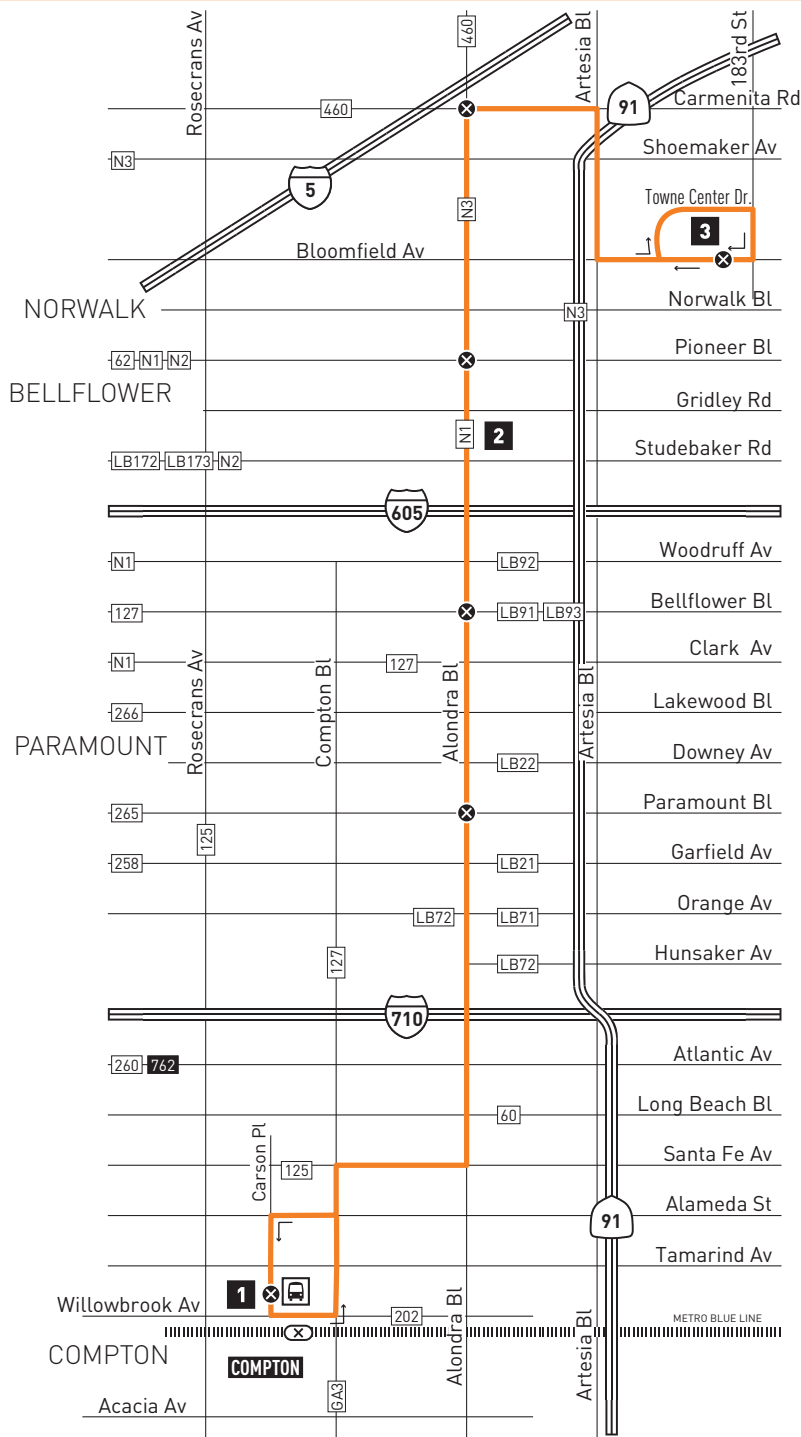 Rosecrans Av
460
Artesia Bl
183rd St
460
91
Carmenita Rd
N3
Shoemaker Av
5
N3
Towne Center Dr.
3
Bloomfield Av
NORWALK
N3
Norwalk Bl
62 N1 N2
Pioneer Bl
BELLFLOWER
Gridley Rd
N1
2
LB172 LB173 N2
Studebaker Rd
605
N1
LB92
Woodruff Av
127
LB91 LB93
Bellflower Bl
N1
127
Clark Av
Rosecrans Av
Compton Bl
Alondra Bl
Artesia Bl
266
Lakewood Bl
PARAMOUNT
LB22
Downey Av
265
Paramount Bl
125
258
LB21
Garfield Av
LB72
LB71
Orange Av
127
LB72
Hunsaker Av
710
260 762
Atlantic Av
60
Long Beach Bl
Carson Pl
125
Santa Fe Av
Alameda St
91
Tamarind Av
1
Willowbrook Av
202
Alondra Bl
Artesia Bl
METRO BLUE LINE
COMPTON
COMPTON
GA3
Acacia Av